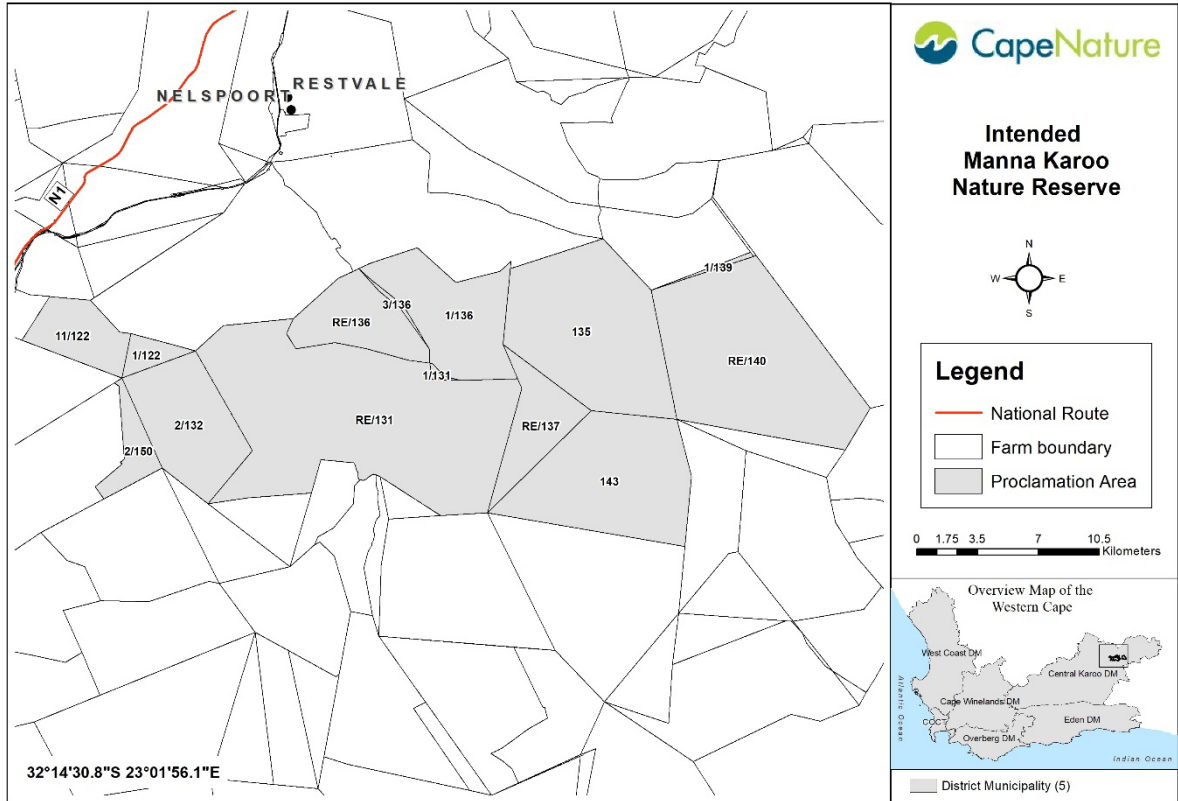 RESTVALE
NELSPOORT
N1
1/139
3/136
1/136
RE/136
11/122
135
1/122
RE/140
1/131
RE/131
2/132
RE/137
2/150
143
32°14'30.8"S 23°01'56.1"E
CapeNature
Intended
Manna Karoo
Nature Reserve
N
W E
S
Legend
National Route
Farm boundary
Proclamation Area
0 1.75 3.5 7 10.5
Kilometers
Overview Map of the
Western Cape
West Coast DM
Central Karoo DM
Cape Winelands DM
Atlantic Ocean
COCT
Eden DM
Overberg DM
Indian Ocean
District Municipality (5)